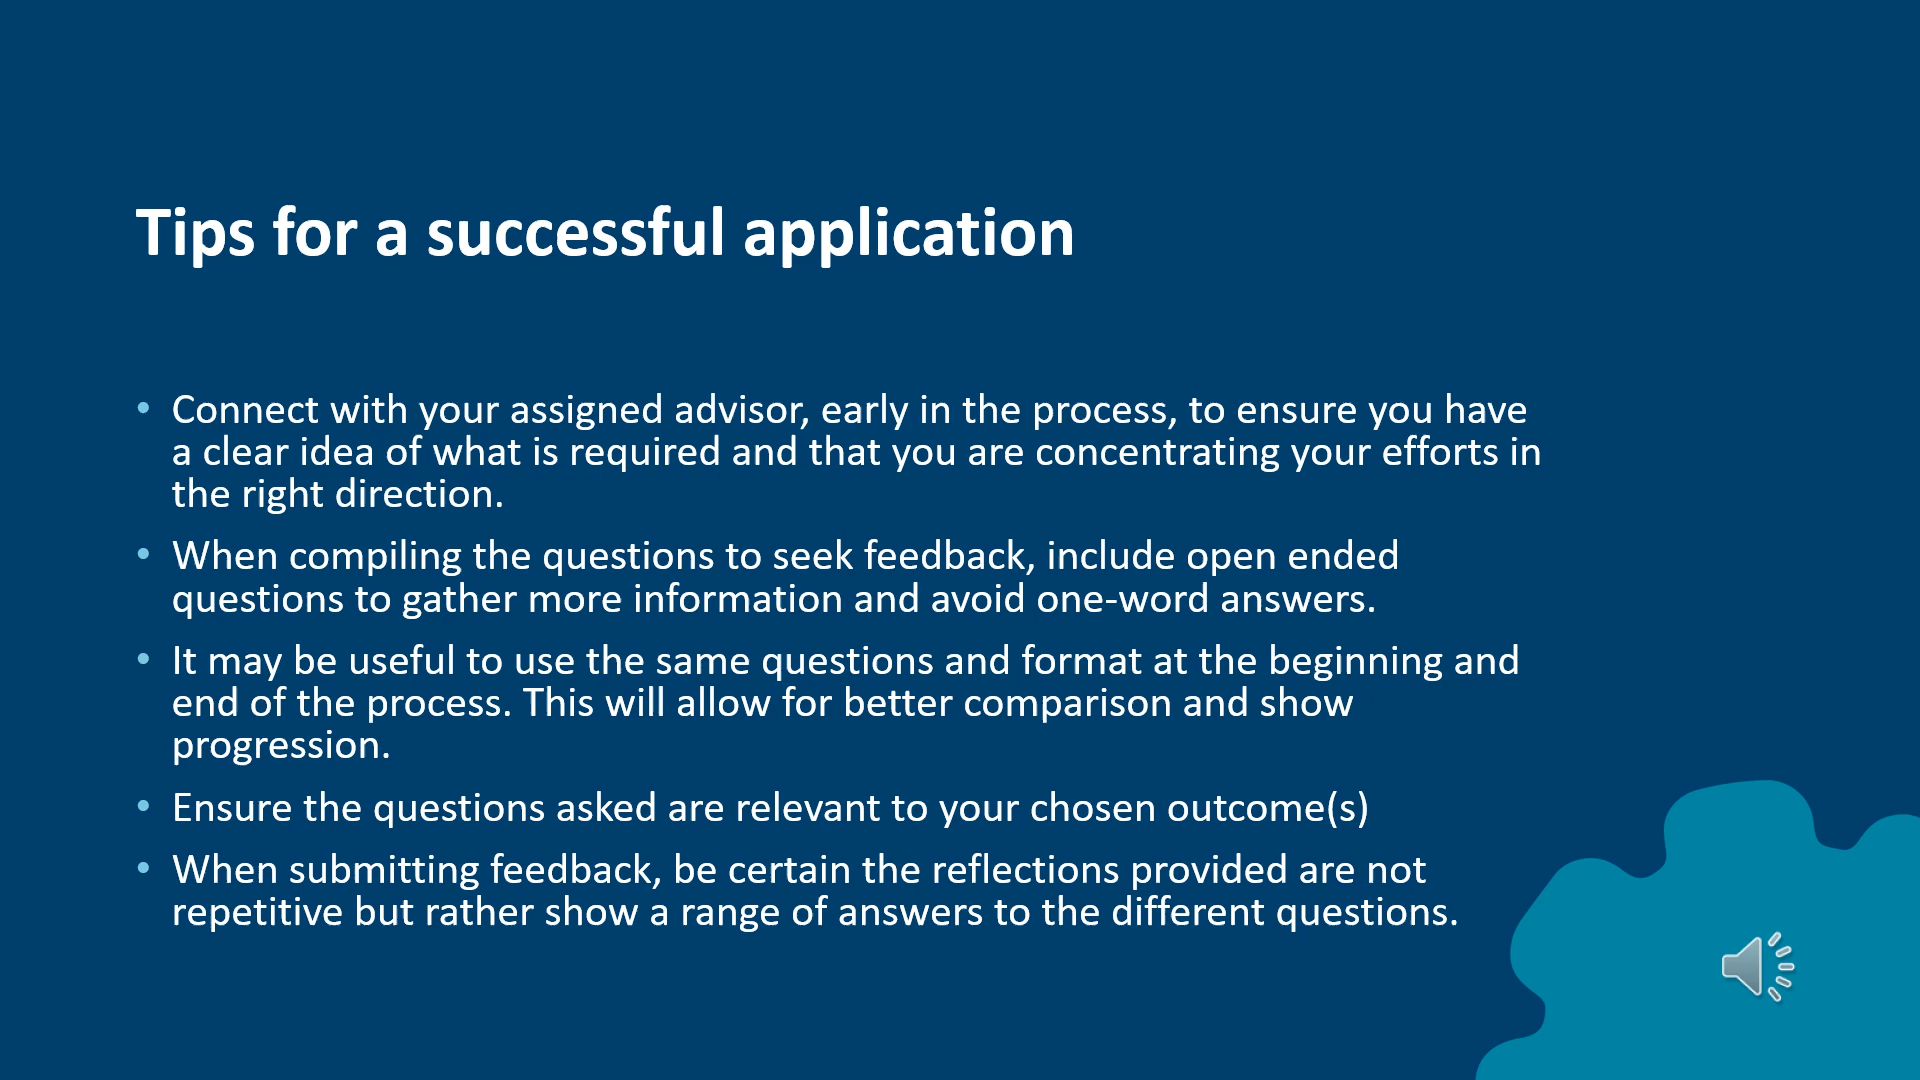 Tips for a successful application
• Connect with your assigned advisor, early in the process, to ensure you have
a clear idea of what is required and that you are concentrating your efforts in
the right direction.
• When compiling the questions to seek feedback, include open ended
questions to gather more information and avoid one-word answers.
• It may be useful to use the same questions and format at the beginning and
end of the process. This will allow for better comparison and show
progression.
• Ensure the questions asked are relevant to your chosen outcome(s)
• When submitting feedback, be certain the reflections provided are not
repetitive but rather show a range of answers to the different questions.